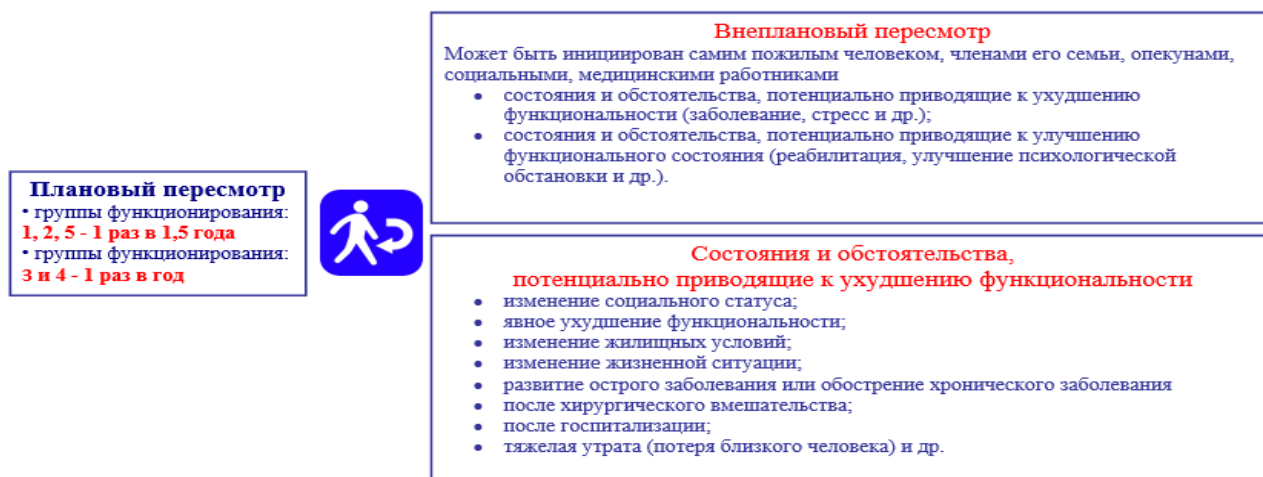 Плановый пересмотр
• группы функционирования:
1, 2, 5 - 1 раз в 1,5 года
• группы функционирования:
3 и 4 - 1 раз в год
Внеплановый пересмотр
Может быть инициирован самим пожилым человеком, членами его семьи, опекунами,
социальными, медицинскими работниками
• состояния и обстоятельства, потенциально приводящие к ухудшению
функциональности (заболевание, стресс и др.);
• состояния и обстоятельства, потенциально приводящие к улучшению
функционального состояния (реабилитация, улучшение психологической
обстановки и др.).
Состояния и обстоятельства,
потенциально приводящие к ухудшению функциональности
• изменение социального статуса;
• явное ухудшение функциональности;
• изменение жилищных условий;
• изменение жизненной ситуации;
• развитие острого заболевания или обострение хронического заболевания
• после хирургического вмешательства;
• после госпитализации;
• тяжелая утрата (потеря близкого человека) и др.